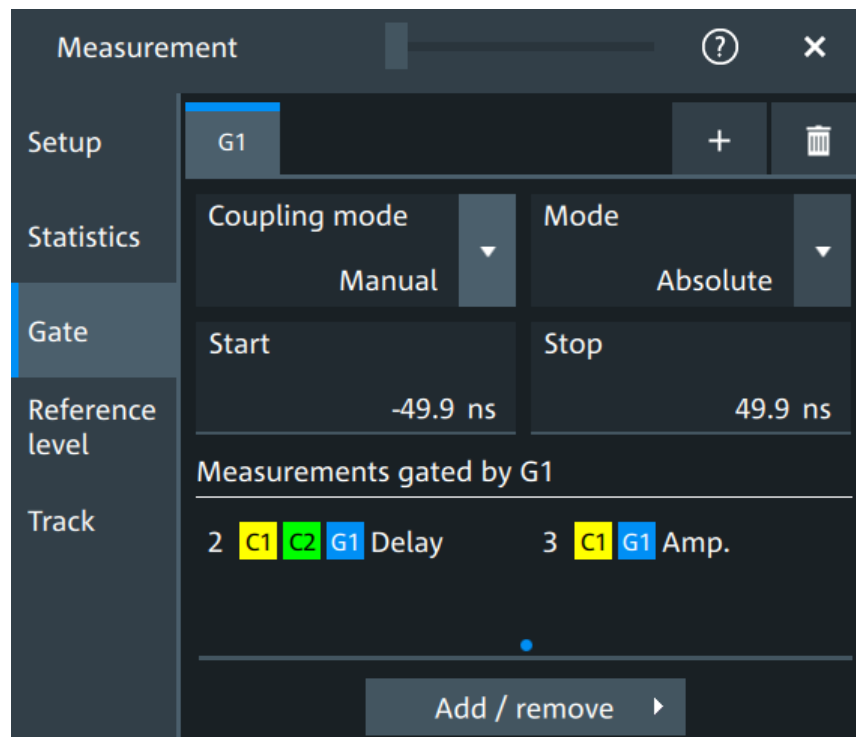 Measurement
?
Setup
G1
+
Statistics
Coupling mode
Manual
Mode
Absolute
Gate
Start
-49.9 ns
Stop
49.9 ns
Reference
level
Measurements gated by G1
Track
2 C1 C2 G1 Delay
3 C1 G1 Amp.
Add / remove